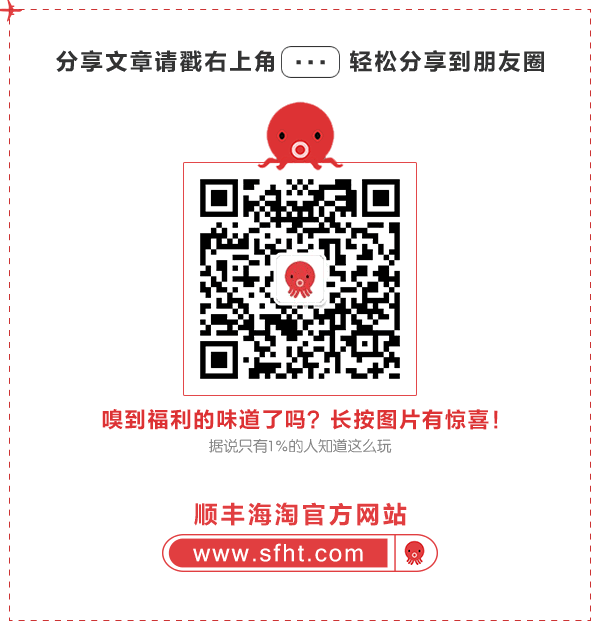 分享文章请戳右上角 ··· 轻松分享到朋友圈
嗅到福利的味道了吗？长按图片有惊喜！
据说只有1%的人知道这么玩
顺丰海淘官方网站
www.sfht.com